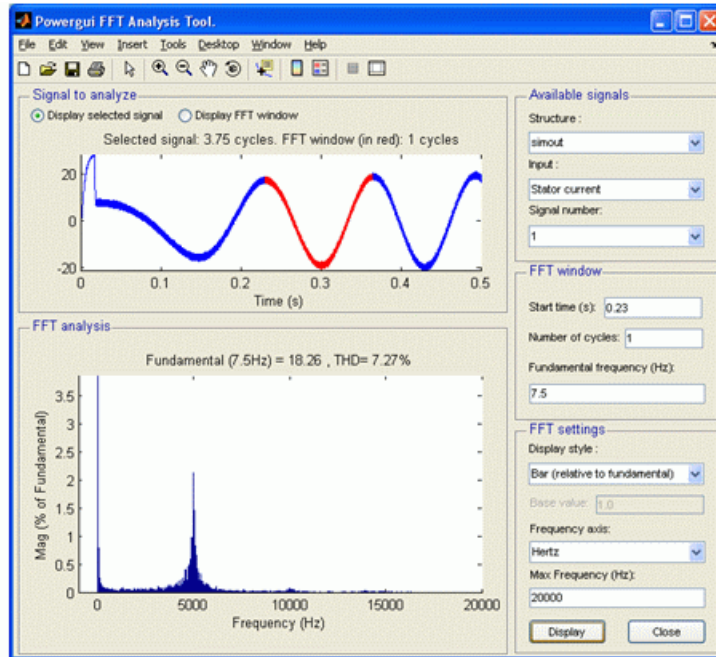 Powergui FFT Analysis Tool.
File Edit View Insert Tools Desktop Window Help
Signal to analyze
Display selected signal Display FFT window
Selected signal: 3.75 cycles. FFT window (in red): 1 cycles
20
0
-20
0 0.1 0.2 0.3 0.4 0.5
Time (s)
FFT analysis
Fundamental (7.5Hz) = 18.26 , THD= 7.27%
Mag (% of Fundamental)
3.5
3
2.5
2
1.5
1
0.5
0
0 5000 10000 15000 20000
Frequency (Hz)
Available signals
Structure :
simout
Input :
Stator current
Signal number:
1
FFT window
Start time (s): 0.23
Number of cycles: 1
Fundamental frequency (Hz):
7.5
FFT settings
Display style :
Bar (relative to fundamental)
Base value: 1.0
Frequency axis:
Hertz
Max Frequency (Hz):
20000
Display Close